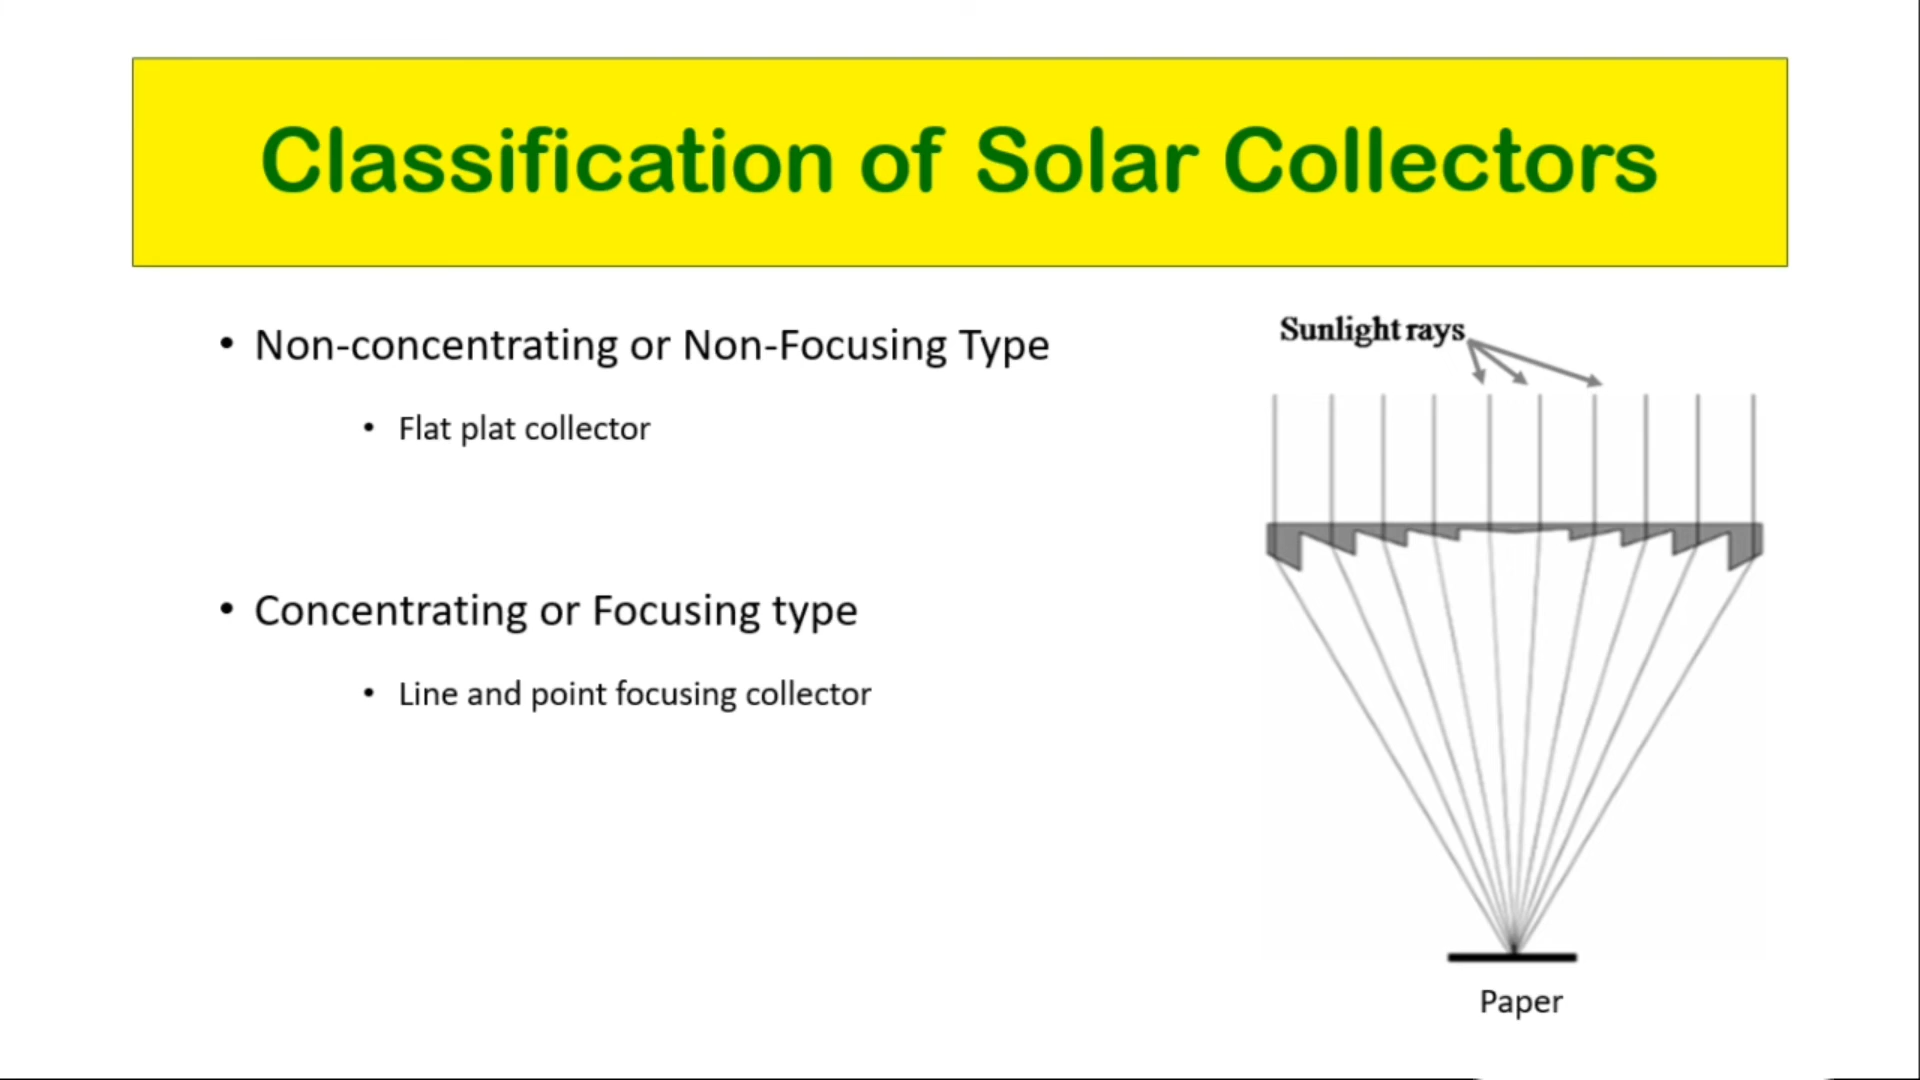 Classification of Solar Collectors
• Non-concentrating or Non-Focusing Type
• Flat plat collector
• Concentrating or Focusing type
• Line and point focusing collector
Sunlight rays
Paper